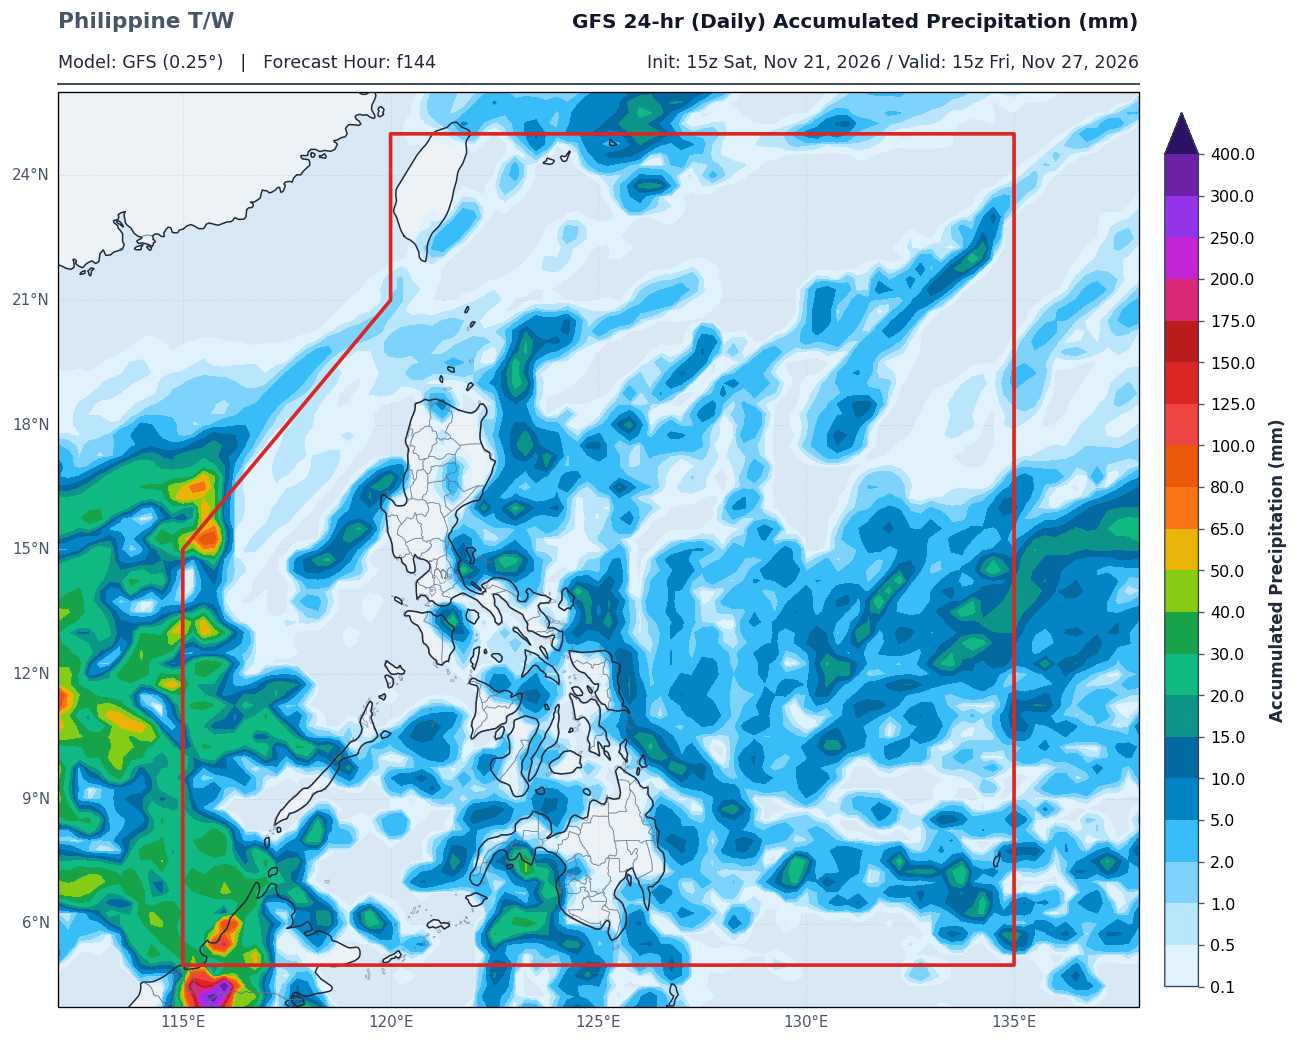 Philippine T/W
GFS 24-hr (Daily) Accumulated Precipitation (mm)
Model: GFS (0.25°)   |   Forecast Hour: f144
Init: 15z Sat, Nov 21, 2026 / Valid: 15z Fri, Nov 27, 2026
24°N
21°N
18°N
15°N
12°N
9°N
6°N
115°E
120°E
125°E
130°E
135°E
400.0
300.0
250.0
200.0
175.0
150.0
125.0
100.0
80.0
65.0
50.0
40.0
30.0
20.0
15.0
10.0
5.0
2.0
1.0
0.5
0.1
Accumulated Precipitation (mm)